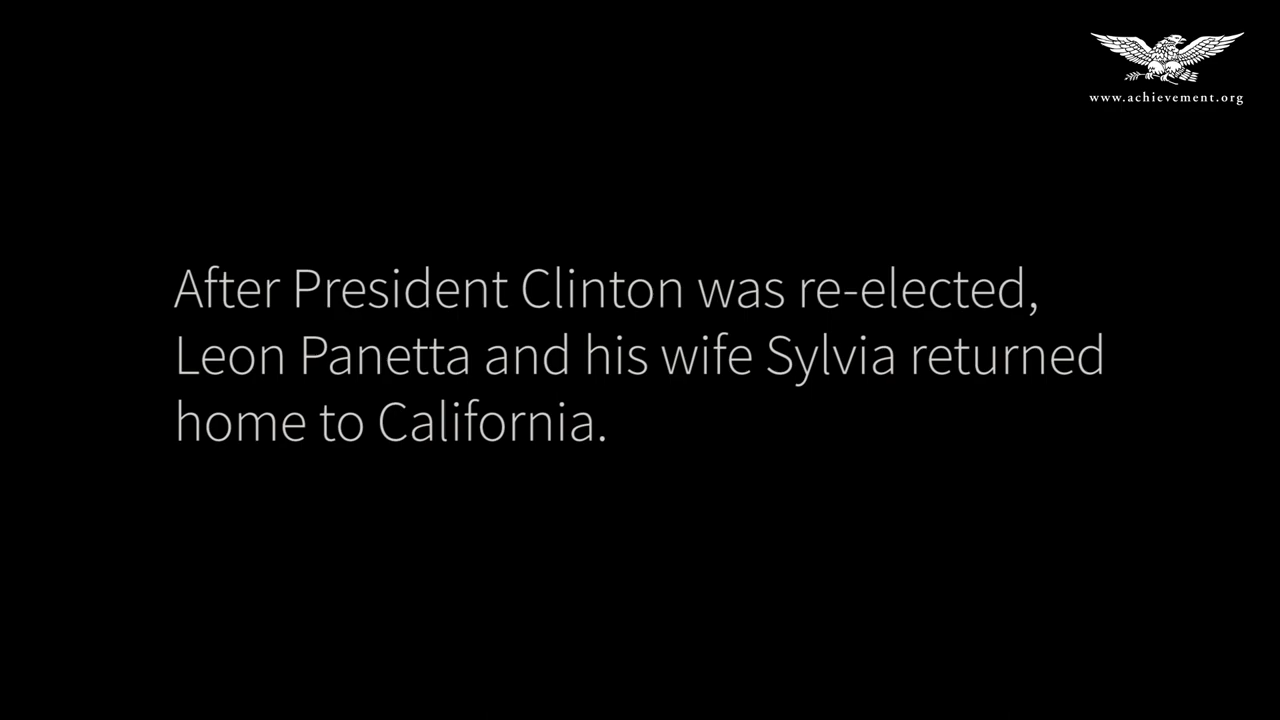 www.achievement.org
After President Clinton was re-elected,
Leon Panetta and his wife Sylvia returned
home to California.